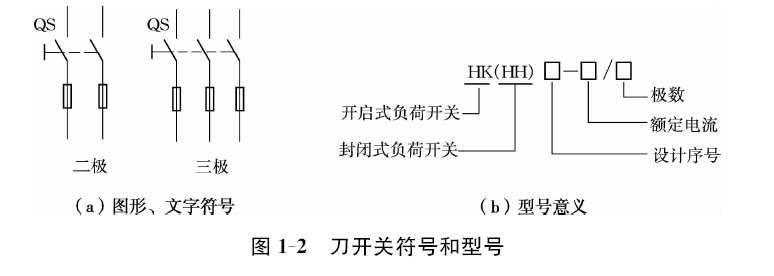 QS
QS
HK(HH)□－□/□
极数
开启式负荷开关
额定电流
封闭式负荷开关
设计序号
二极
三极
(a) 图形、文字符号
(b) 型号意义
图 1-2 刀开关符号和型号